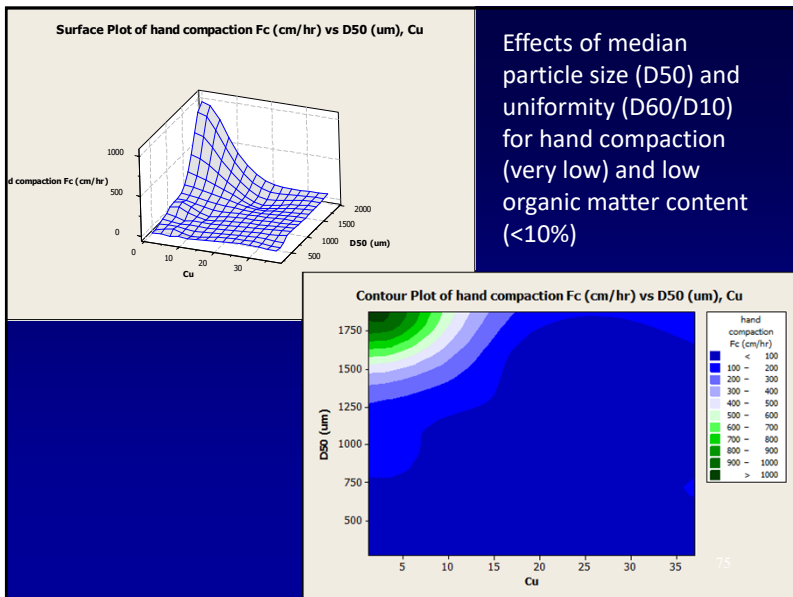 Surface Plot of hand compaction Fc (cm/hr) vs D50 (um), Cu
1000
d compaction Fc (cm/hr)
500
0
0
10
20
30
Cu
500
1000
1500
2000
D50 (um)
Effects of median
particle size (D50) and
uniformity (D60/D10)
for hand compaction
(very low) and low
organic matter content
(<10%)
Contour Plot of hand compaction Fc (cm/hr) vs D50 (um), Cu
1750
1500
1250
1000
750
500
D50 (um)
5 10 15 20 25 30 35
Cu
hand
compaction
Fc (cm/hr)
< 100
100 – 200
200 – 300
300 – 400
400 – 500
500 – 600
600 – 700
700 – 800
800 – 900
900 – 1000
> 1000
75